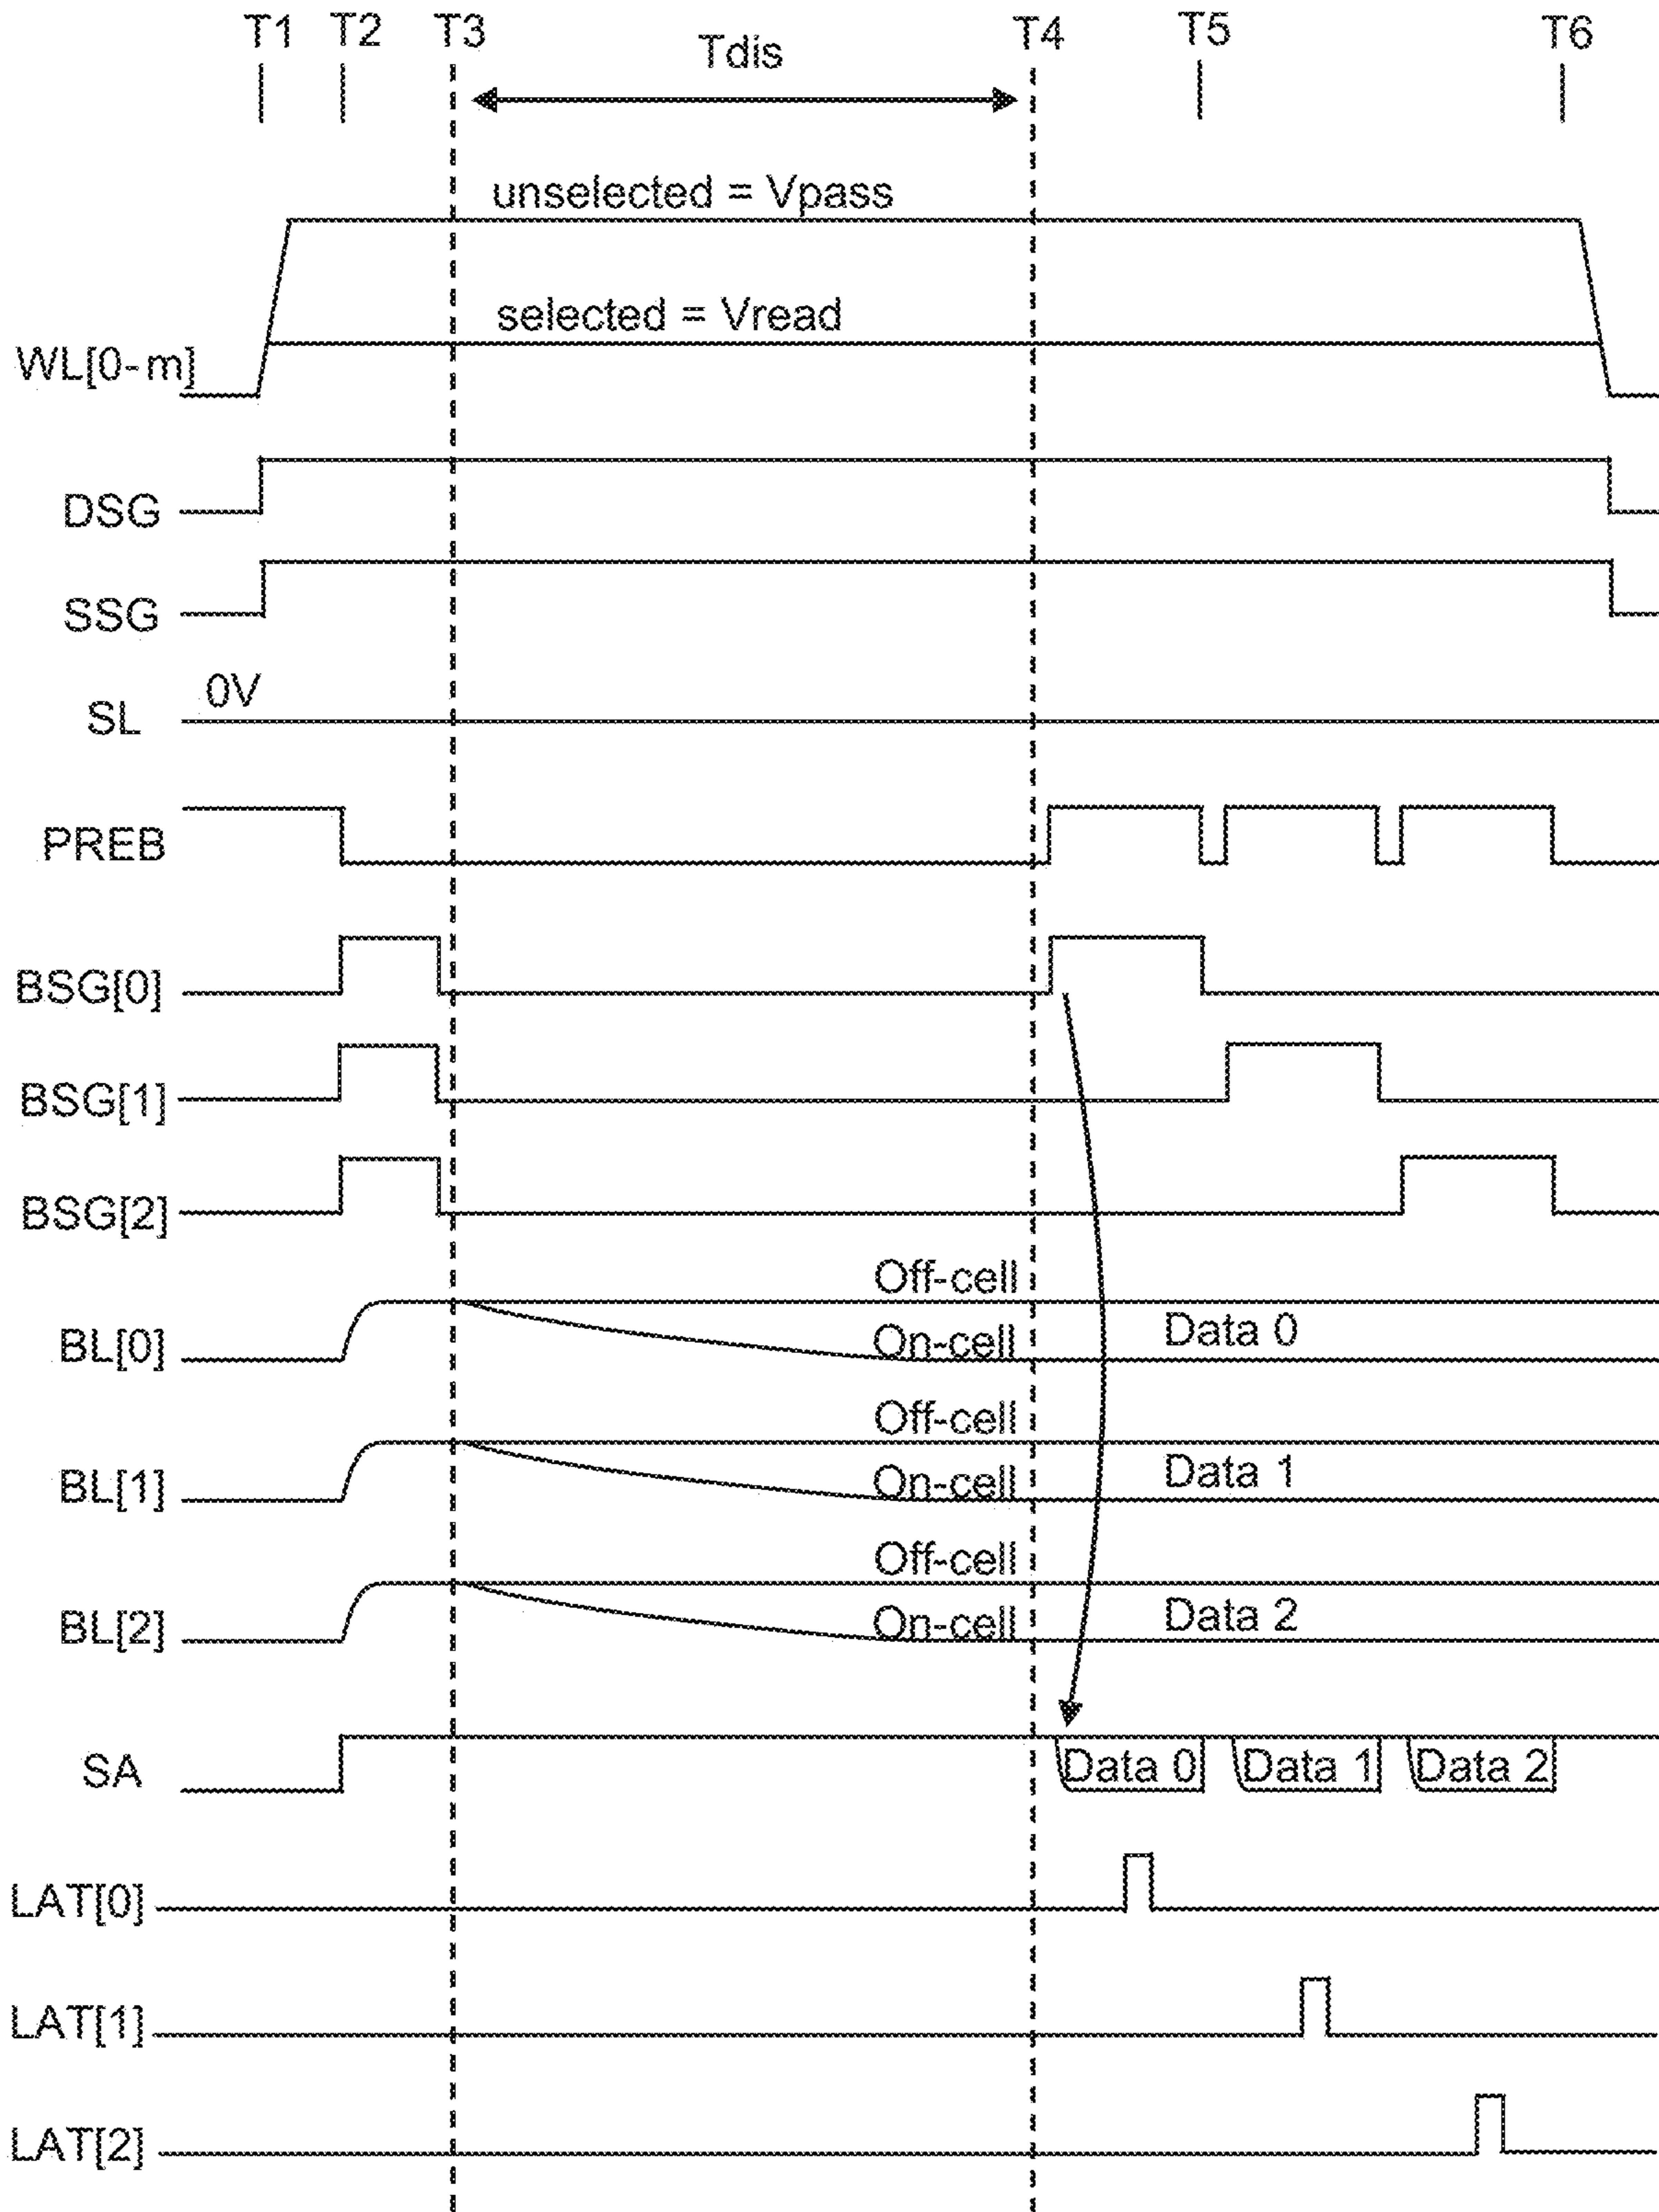 T1 T2 T3 Tdis T4 T5 T6
unselected = Vpass
selected = Vread
WL[0-m]
DSG
SSG
0V
SL
PREB
BSG[0]
BSG[1]
BSG[2]
Off-cell
BL[0] On-cell Data 0
Off-cell
BL[1] On-cell Data 1
Off-cell
BL[2] On-cell Data 2
SA Data 0 Data 1 Data 2
LAT[0]
LAT[1]
LAT[2]